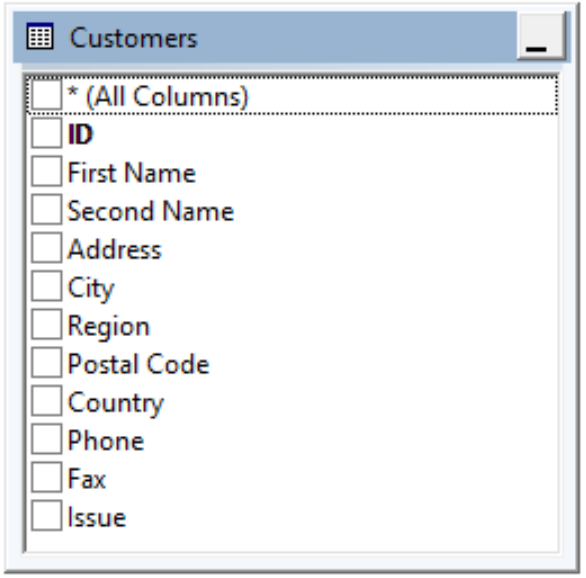 Customers
* (All Columns)
ID
First Name
Second Name
Address
City
Region
Postal Code
Country
Phone
Fax
Issue